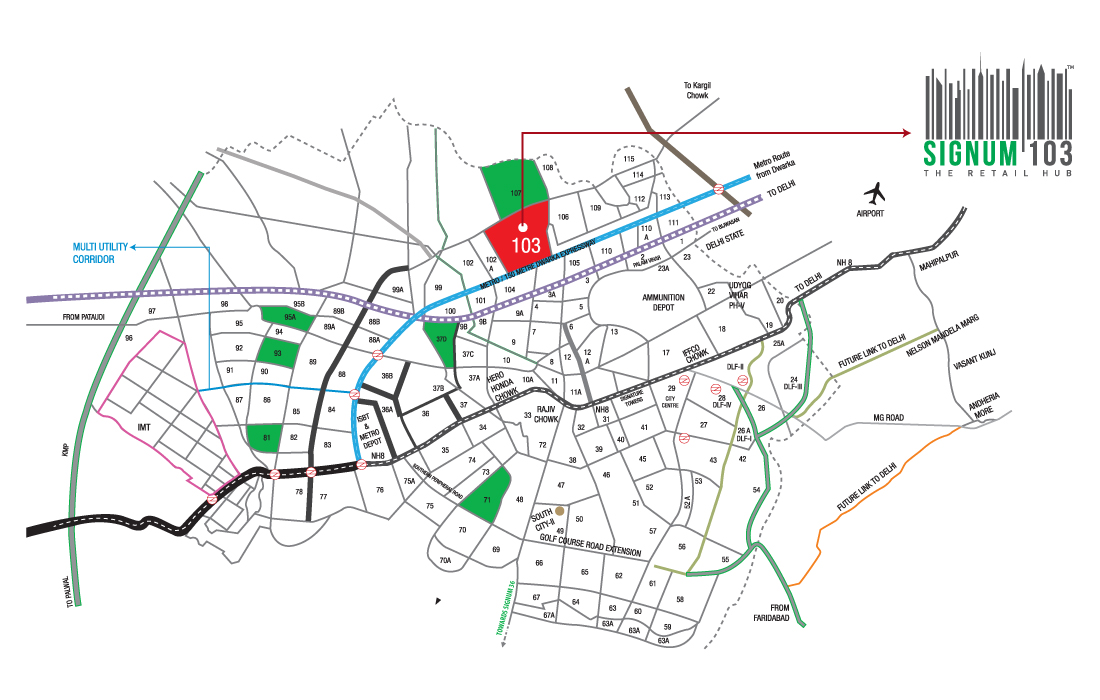 To Kargil
Chowk
TM
SIGNUM 103
THE RETAIL HUB
Metro Route
from Dwarka
TO DELHI
AIRPORT
TO BIJWASAN
DELHI STATE
115
108
114
107
112
113
109
106
111
110
A
1
103
110
2
PALAM VIHAR
23A
23
METRO / 150 METRE DWARKA EXPRESSWAY
MULTI UTILITY
CORRIDOR
102
102
A
105
104
3
3A
101
99
99A
NH 8
MAHIPALPUR
TO DELHI
UDYOG
VIHAR
PH-V
22
20
AMMUNITION
DEPOT
FROM PATAUDI
97
98
95B
95A
95
94
89A
89B
88B
88A
96
92
93
91
90
89
88
87
86
85
84
81
82
83
IMT
9B
9B
9A
4
5
7
6
9
37D
37C
10
8
12
12
A
13
17
18
19
IFFCO
CHOWK
25A
FUTURE LINK TO DELHI
NELSON MANDELA MARG
VASANT KUNJ
24
DLF-III
DLF-II
36B
36A
36
37B
37A
37
HERO
HONDA
CHOWK
10A
11
11A
SIGNATURE
TOWERS
29
CITY
CENTRE
28
DLF-IV
26
26 A
DLF-I
27
MG ROAD
ANDHERIA
MORE
ISBT
&
METRO
DEPOT
NH8
RAJIV
CHOWK
33
34
NH8
31
32
40
41
39
38
72
35
74
73
71
SOUTHERN PERIPHERAL ROAD
75A
75
76
77
78
70
70A
69
48
47
46
45
43
42
52
52 A
53
54
51
50
49
SOUTH
CITY-II
57
56
55
GOLF COURSE ROAD EXTENSION
66
65
62
61
58
67
67A
64
63
63A
60
59
63A
FUTURE LINK TO DELHI
FROM
FARIDABAD
TOWARDS SIGNUM 36
KMP
TO PALWAL